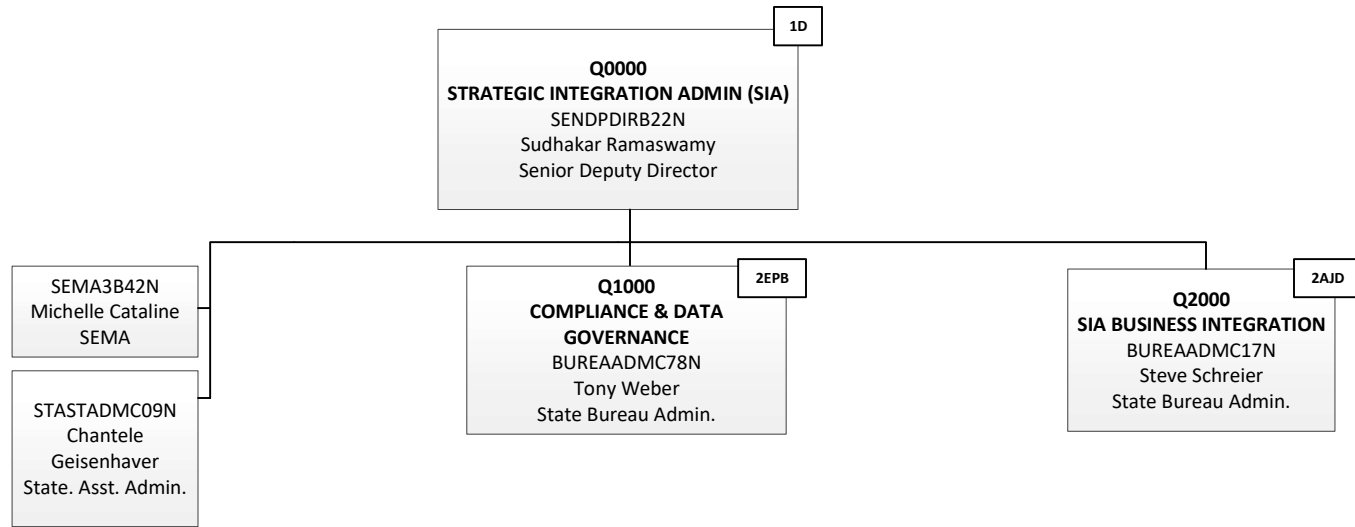 1D
Q0000
STRATEGIC INTEGRATION ADMIN (SIA)
SENDPDIRB22N
Sudhakar Ramaswamy
Senior Deputy Director
SEMA3B42N
Michelle Cataline
SEMA
STASTADMC09N
Chantele
Geisenhaver
State. Asst. Admin.
2EPB
Q1000
COMPLIANCE & DATA
GOVERNANCE
BUREAADMC78N
Tony Weber
State Bureau Admin.
2AJD
Q2000
SIA BUSINESS INTEGRATION
BUREAADMC17N
Steve Schreier
State Bureau Admin.